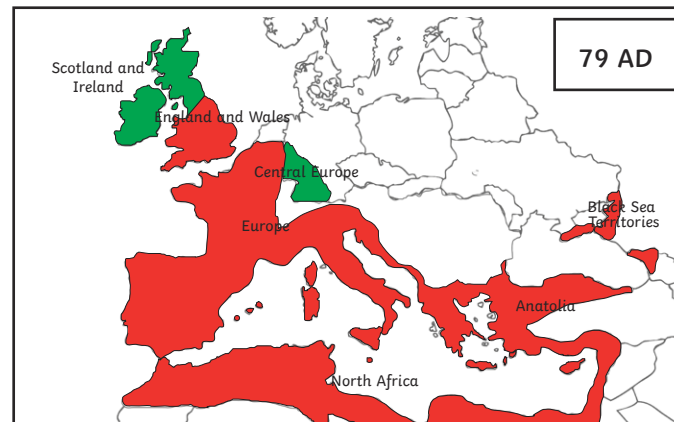 79 AD
Scotland and
Ireland
England and Wales
Central Europe
Black Sea
Territories
Europe
Anatolia
North Africa